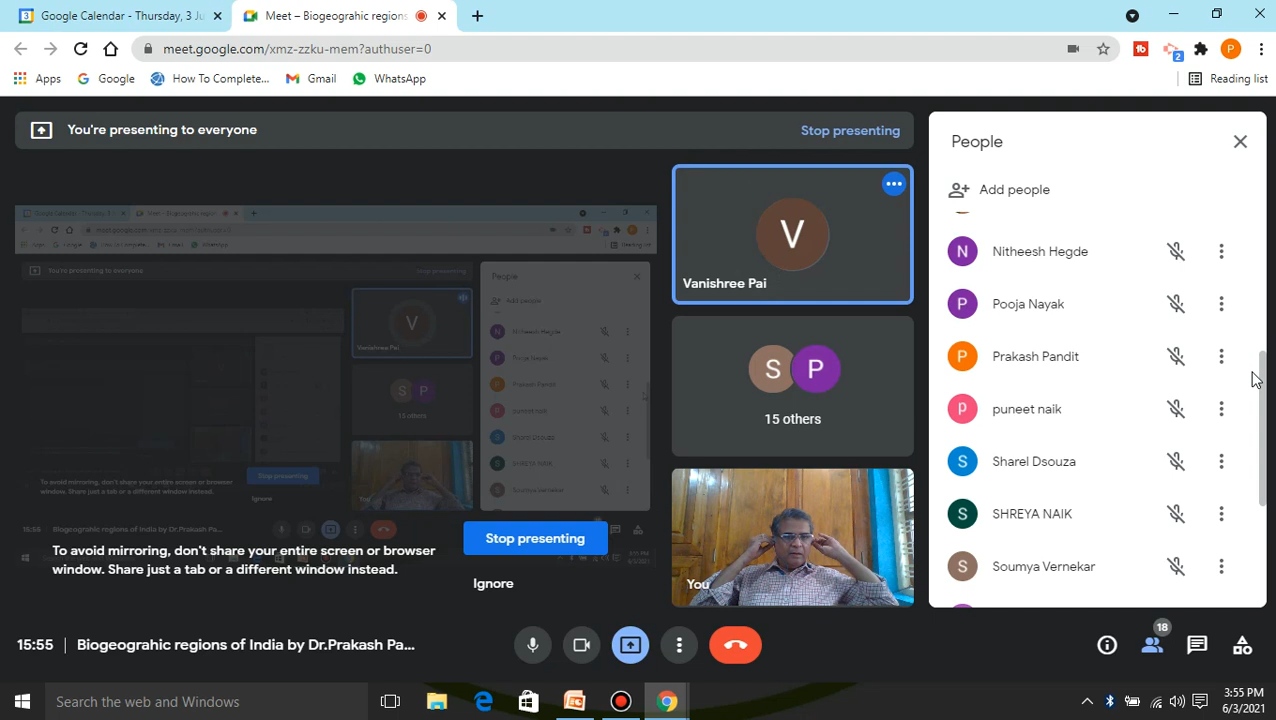 Google Calendar - Thursday, 3 Ju
Meet – Biogeograhic regions
meet.google.com/xmz-zzku-mem?authuser=0
2
P
Apps
Google
How To Complete...
Gmail
WhatsApp
Reading list
You're presenting to everyone
Stop presenting
People
Add people
V
Vanishree Pai
N
Nitheesh Hegde
P
Pooja Nayak
P
Prakash Pandit
S P
15 others
p
puneet naik
S
Sharel Dsouza
S
SHREYA NAIK
S
Soumya Vernekar
You
To avoid mirroring, don't share your entire screen or browser
window. Share just a tab or a different window instead.
Stop presenting
Ignore
15:55 | Biogeograhic regions of India by Dr.Prakash Pa...
18
Search the web and Windows
3:55 PM
6/3/2021